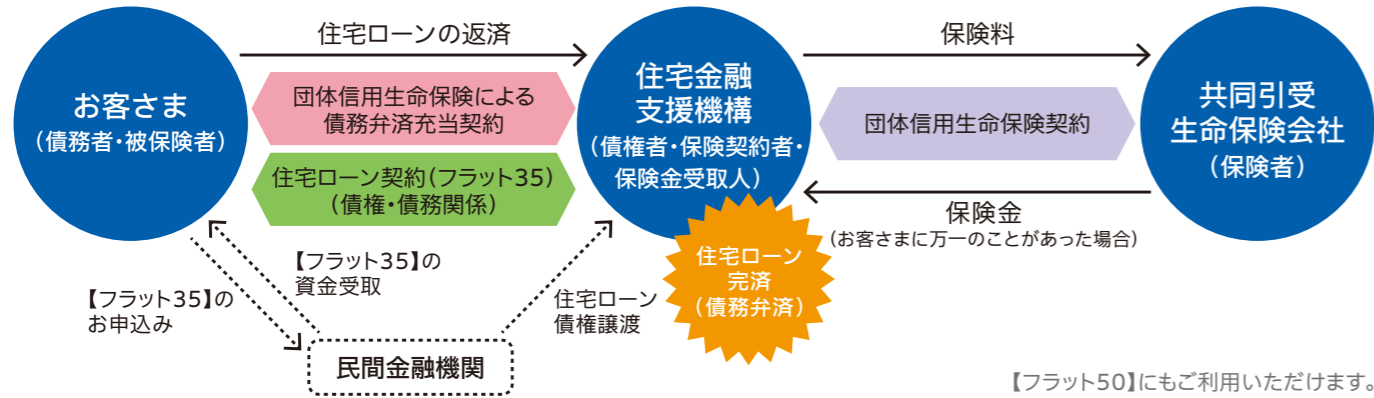 お客さま
(債務者・被保険者)
住宅ローンの返済
団体信用生命保険による
債務弁済充当契約
住宅ローン契約(フラット35)
(債権・債務関係)
住宅金融
支援機構
(債権者・保険契約者・
保険金受取人)
保険料
団体信用生命保険契約
保険金
(お客さまに万一のことがあった場合)
共同引受
生命保険会社
(保険者)
住宅ローン
完済
(債務弁済)
【フラット35】の
お申込み
【フラット35】の
資金受取
住宅ローン
債権譲渡
民間金融機関
【フラット50】にもご利用いただけます。